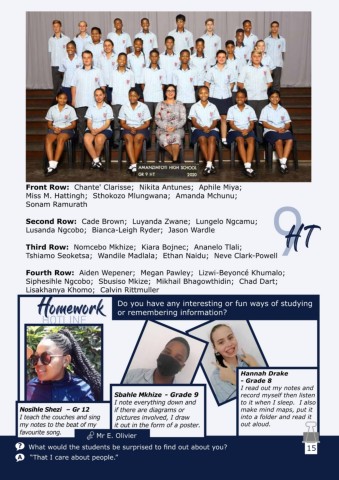 AMANZIMTOTI HIGH SCHOOL
GR 9 HT 2020
Front Row: Chante' Clarisse; Nikita Antunes; Aphile Miya;
Miss M. Hattingh; Sthokozo Mlungwana; Amanda Mchunu;
Sonam Ramurath
Second Row: Cade Brown; Luyanda Zwane; Lungelo Ngcamu;
Lusanda Ngcobo; Bianca-Leigh Ryder; Jason Wardle
Third Row: Nomcebo Mkhize; Kiara Bojnec; Ananelo Tlali;
Tshiamo Seoketsa; Wandile Madlala; Ethan Naidu; Neve Clark-Powell
Fourth Row: Aiden Wepener; Megan Pawley; Lizwi-Beyoncé Khumalo;
Siphesihle Ngcobo; Sbusiso Mkize; Mikhail Bhagowthidin; Chad Dart;
Lisakhanya Khomo; Calvin Rittmuller
9
HT
Homework
HOTLINE
Do you have any interesting or fun ways of studying
or remembering information?
Nosihle Shezi – Gr 12
I teach the couches and sing
my notes to the beat of my
favourite song.
Sbahle Mkhize - Grade 9
I note everything down and
if there are diagrams or
pictures involved, I draw
it out in the form of a poster.
Hannah Drake
- Grade 8
I read out my notes and
record myself then listen
to it when I sleep. I also
make mind maps, put it
into a folder and read it
out aloud.
Mr E. Olivier
? What would the students be surprised to find out about you?
A "That I care about people."
15